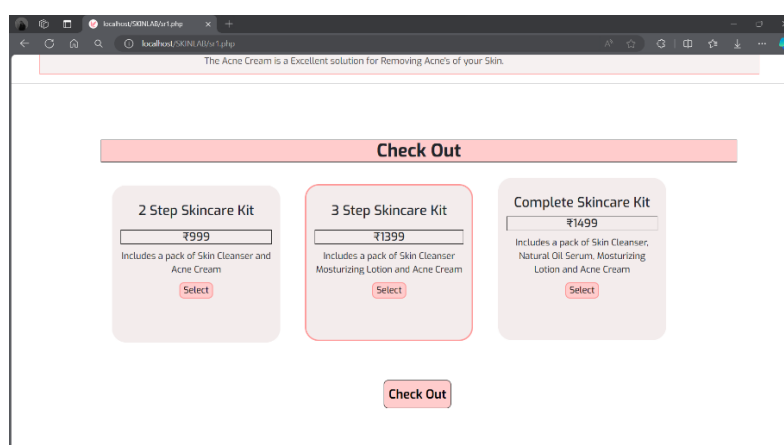 localhost/SKINLAB/sr1.php
localhost/SKINLAB/sr1.php
The Acne Cream is a Excellent solution for Removing Acne's of your Skin.
Check Out
2 Step Skincare Kit
₹999
Includes a pack of Skin Cleanser and
Acne Cream
Select
3 Step Skincare Kit
₹1399
Includes a pack of Skin Cleanser
Mosturizing Lotion and Acne Cream
Select
Complete Skincare Kit
₹1499
Includes a pack of Skin Cleanser,
Natural Oil Serum, Mosturizing
Lotion and Acne Cream
Select
Check Out